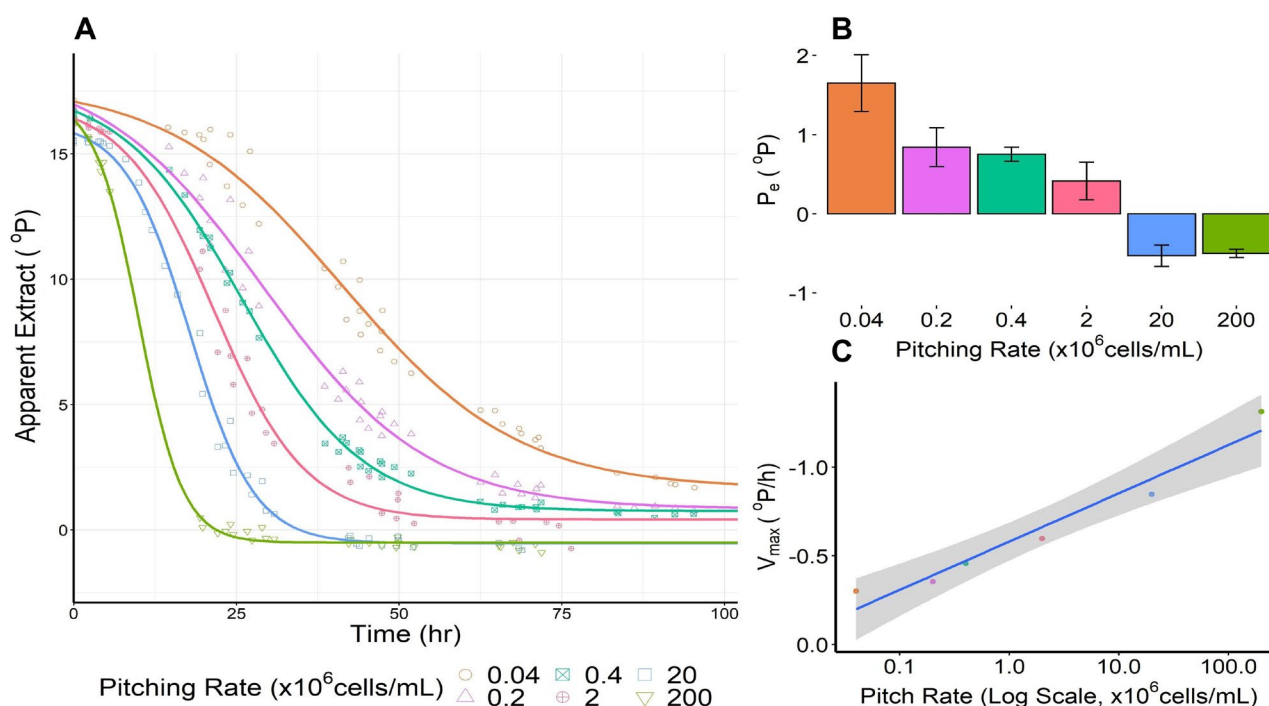 A
Apparent Extract ( °P)
15
10
5
0
0 25 50 75 100
Time (hr)
Pitching Rate (x10⁶cells/mL)
0.04 0.4 20
0.2 2 200
B
Pₑ ( °P)
2
1
0
-1
0.04 0.2 0.4 2 20 200
Pitching Rate (x10⁶cells/mL)
C
Vₘₐₓ ( °P/h)
-1.0
-0.5
0.0
0.1 1.0 10.0 100.0
Pitch Rate (Log Scale, x10⁶cells/mL)